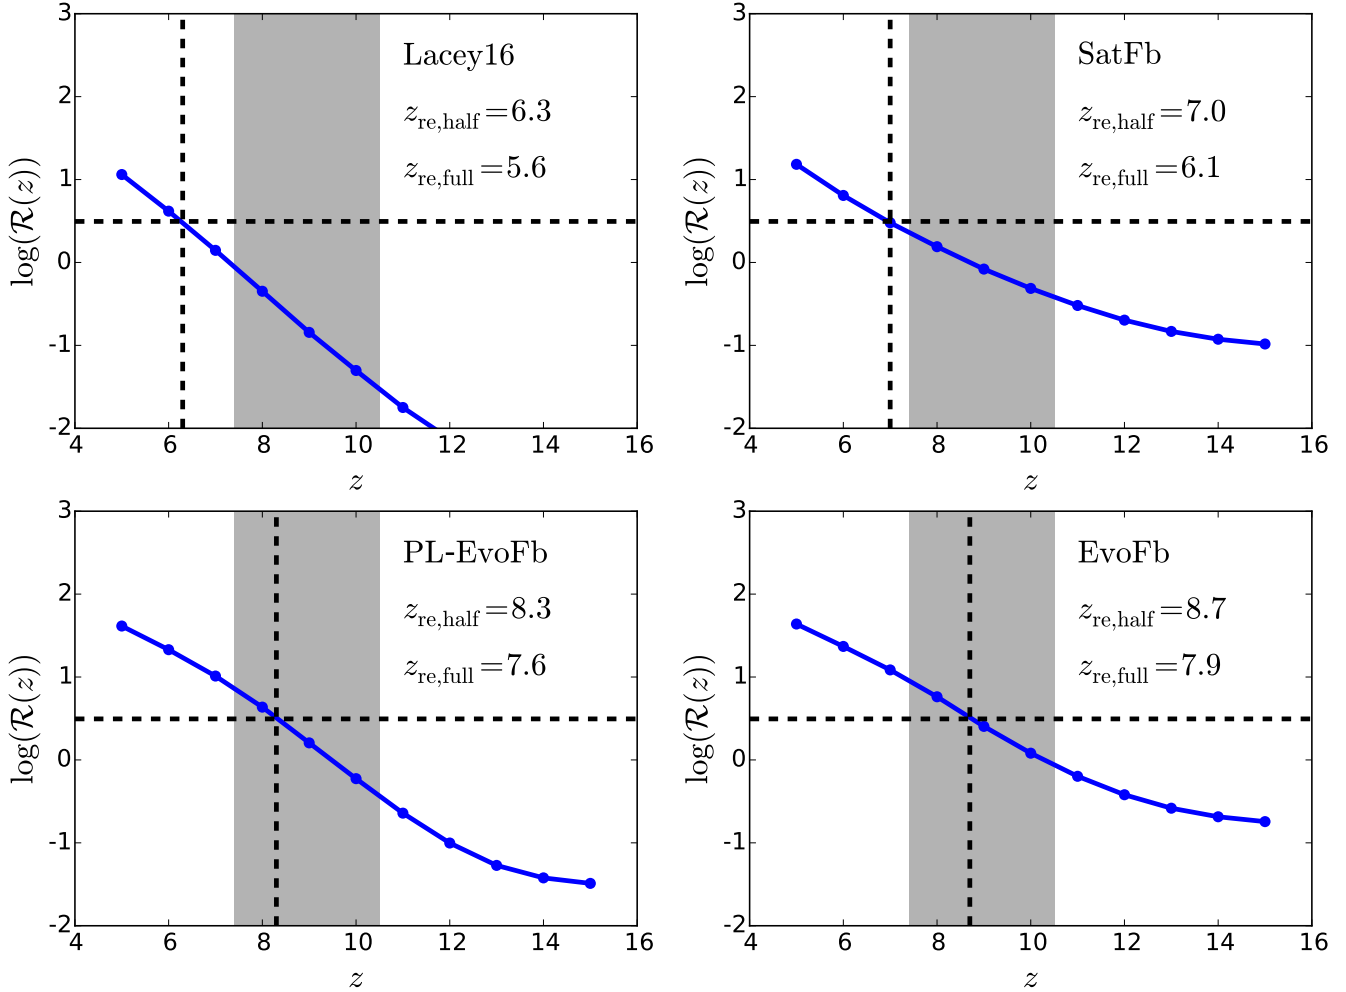 Lacey16
z_re,half=6.3
z_re,full=5.6
3
2
1
0
-1
-2
log(ℛ(z))
4 6 8 10 12 14 16
z
SatFb
z_re,half=7.0
z_re,full=6.1
3
2
1
0
-1
-2
log(ℛ(z))
4 6 8 10 12 14 16
z
PL-EvoFb
z_re,half=8.3
z_re,full=7.6
3
2
1
0
-1
-2
log(ℛ(z))
4 6 8 10 12 14 16
z
EvoFb
z_re,half=8.7
z_re,full=7.9
3
2
1
0
-1
-2
log(ℛ(z))
4 6 8 10 12 14 16
z